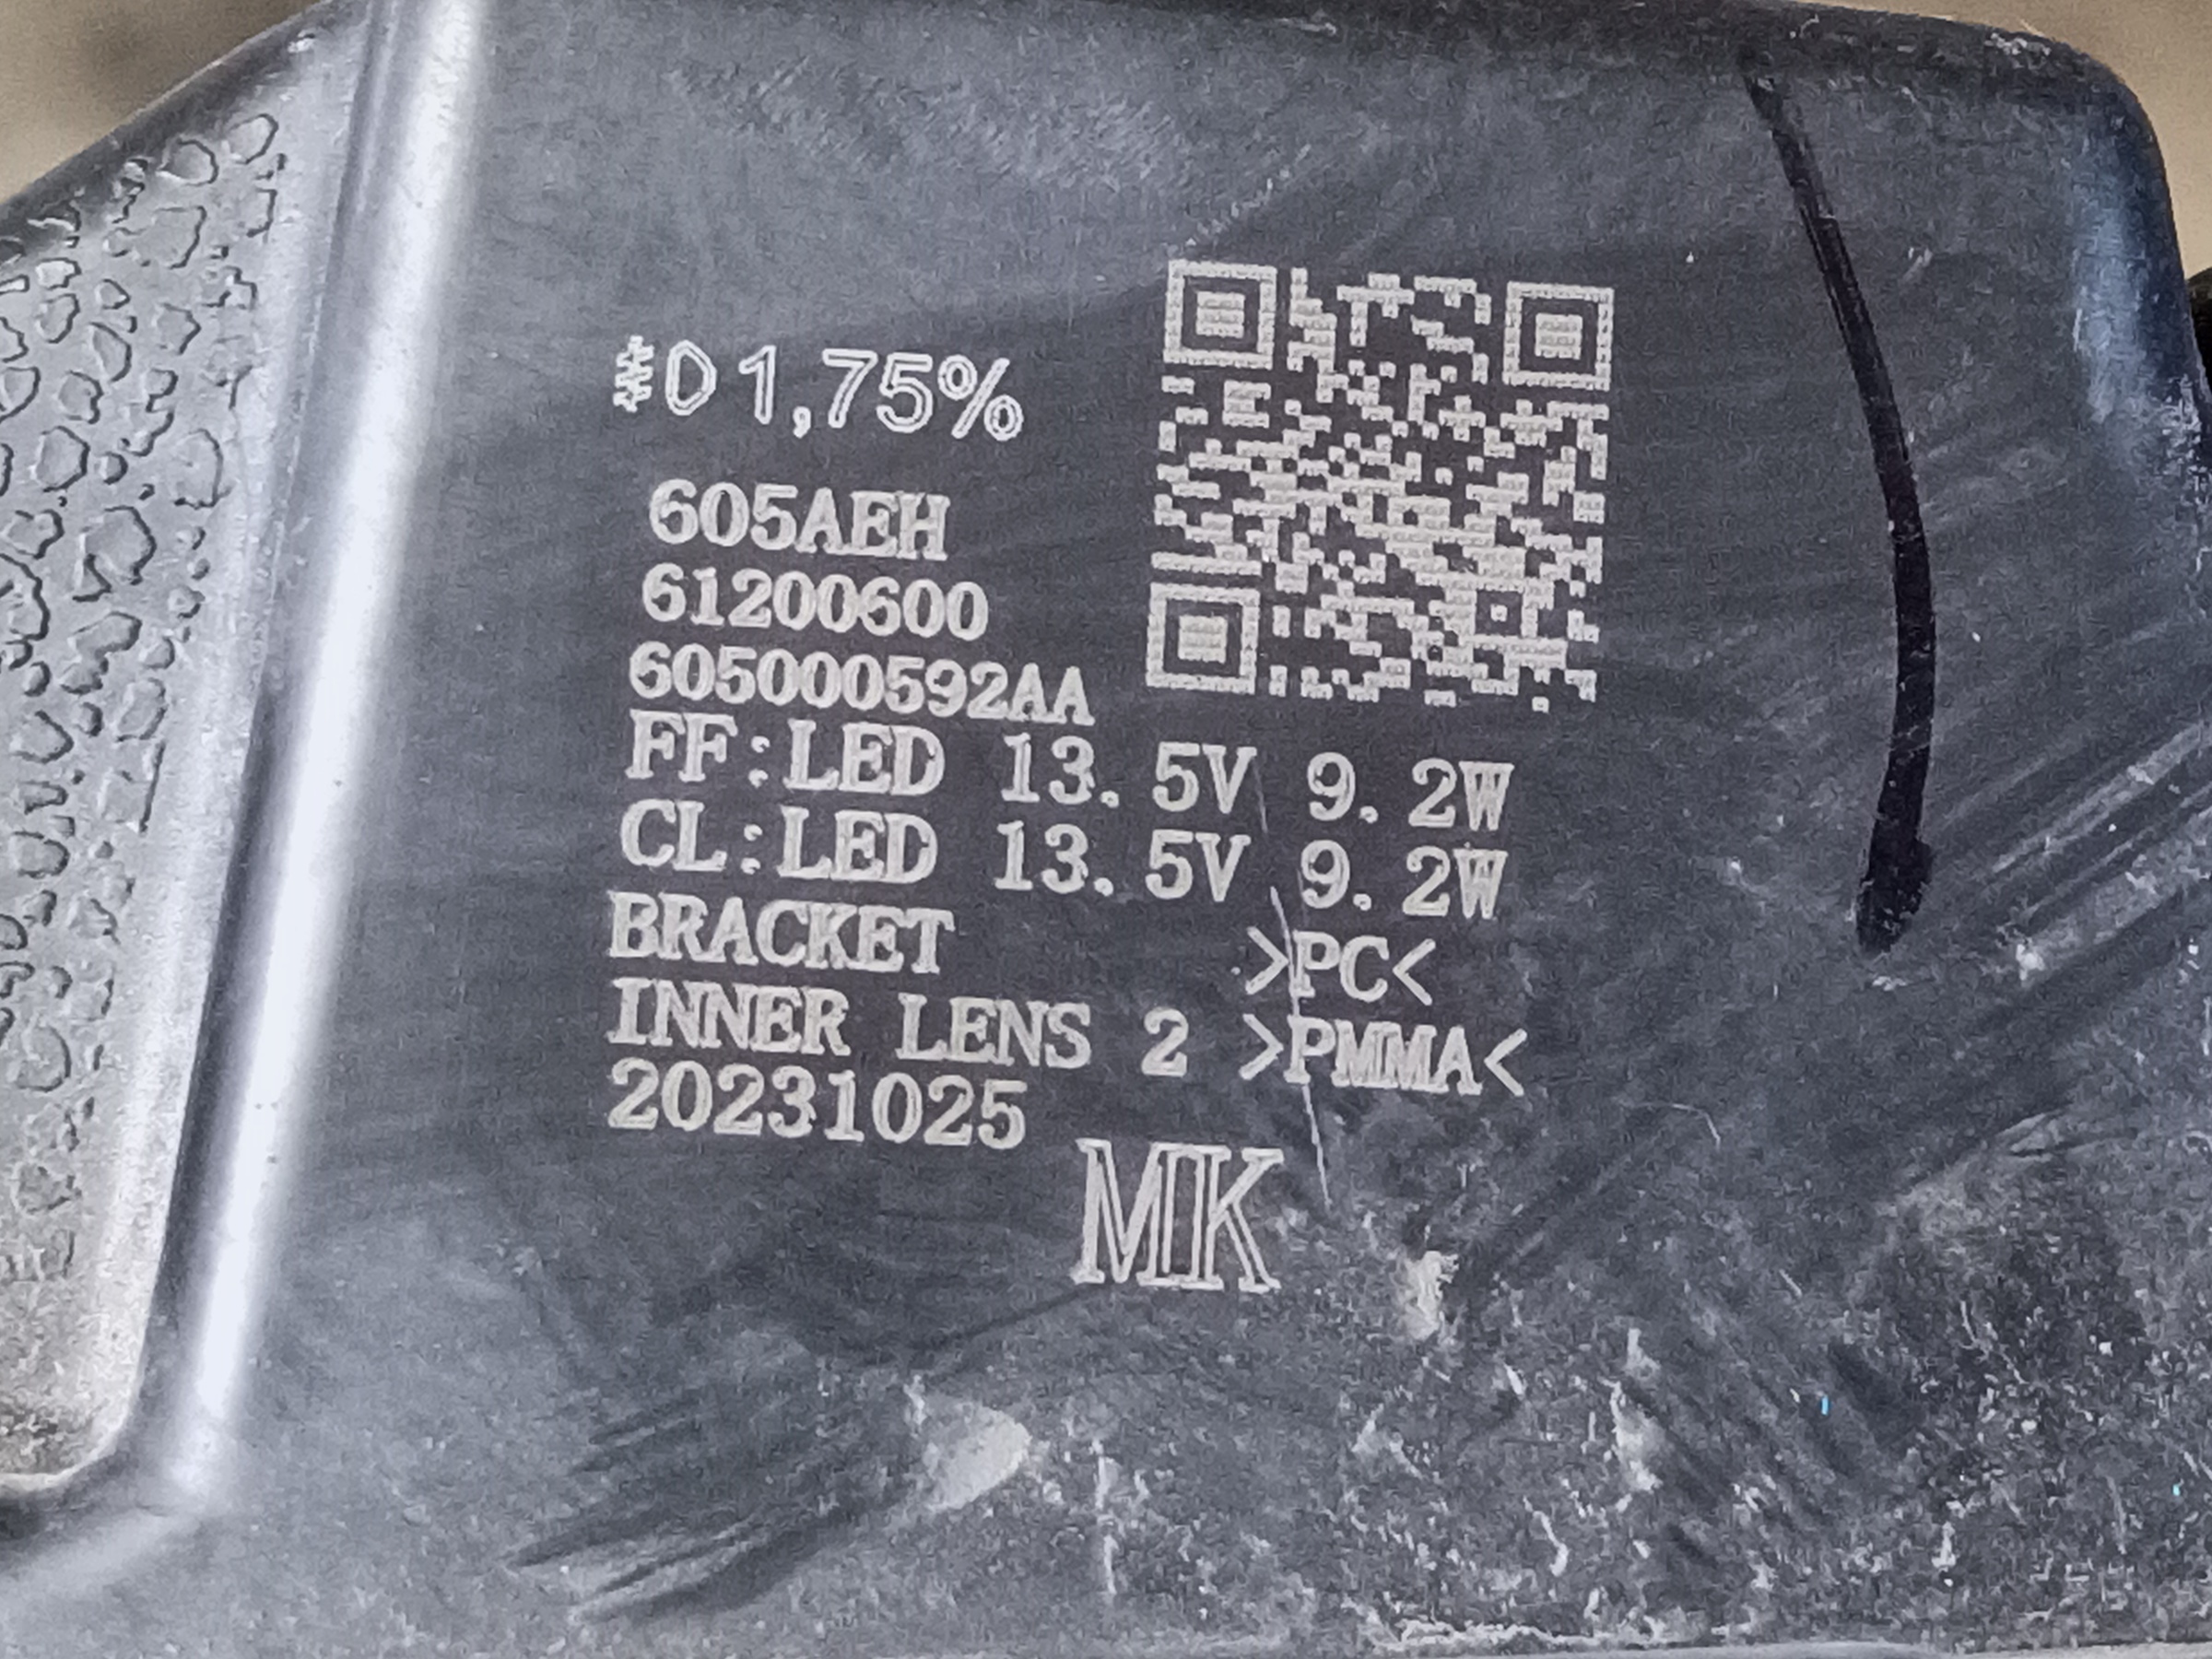 D 1,75%
605AEH
61200600
605000592AA
FF:LED 13.5V 9.2W
CL:LED 13.5V 9.2W
BRACKET >PC<
INNER LENS 2 >PMMA<
20231025
MK